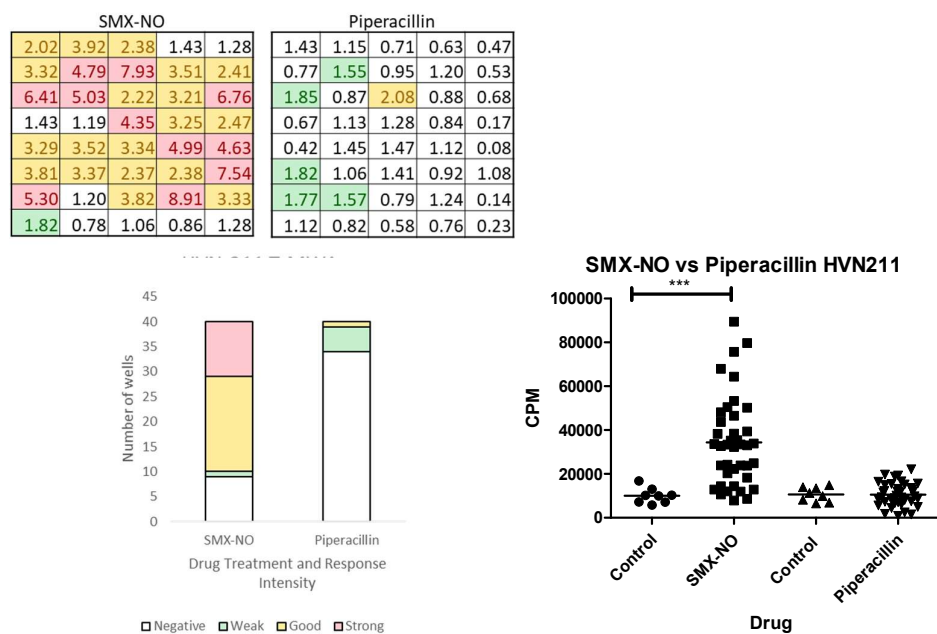 SMX-NO
2.02 3.92 2.38 1.43 1.28
3.32 4.79 7.93 3.51 2.41
6.41 5.03 2.22 3.21 6.76
1.43 1.19 4.35 3.25 2.47
3.29 3.52 3.34 4.99 4.63
3.81 3.37 2.37 2.38 7.54
5.30 1.20 3.82 8.91 3.33
1.82 0.78 1.06 0.86 1.28
Piperacillin
1.43 1.15 0.71 0.63 0.47
0.77 1.55 0.95 1.20 0.53
1.85 0.87 2.08 0.88 0.68
0.67 1.13 1.28 0.84 0.17
0.42 1.45 1.47 1.12 0.08
1.82 1.06 1.41 0.92 1.08
1.77 1.57 0.79 1.24 0.14
1.12 0.82 0.58 0.76 0.23
Number of wells
45
40
35
30
25
20
15
10
5
0
SMX-NO Piperacillin
Drug Treatment and Response
Intensity
Negative Weak Good Strong
SMX-NO vs Piperacillin HVN211
***
CPM
100000
80000
60000
40000
20000
0
Control SMX-NO Control Piperacillin
Drug